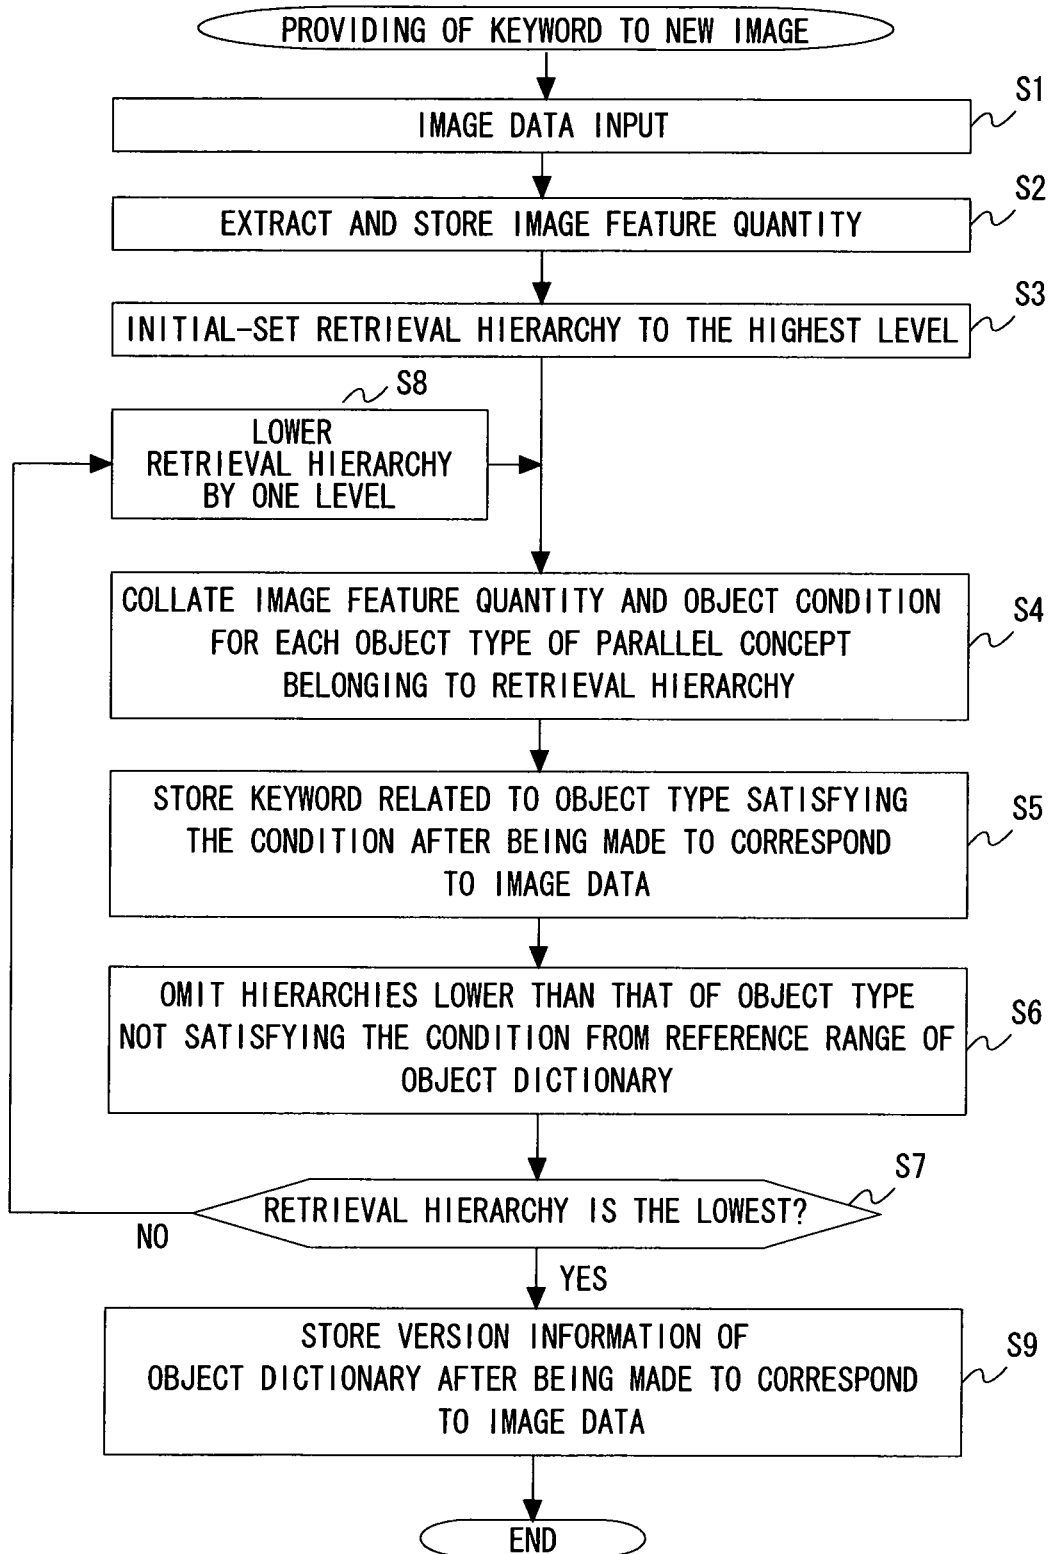 PROVIDING OF KEYWORD TO NEW IMAGE
S1
IMAGE DATA INPUT
S2
EXTRACT AND STORE IMAGE FEATURE QUANTITY
S3
INITIAL-SET RETRIEVAL HIERARCHY TO THE HIGHEST LEVEL
S8
LOWER
RETRIEVAL HIERARCHY
BY ONE LEVEL
COLLATE IMAGE FEATURE QUANTITY AND OBJECT CONDITION
FOR EACH OBJECT TYPE OF PARALLEL CONCEPT
BELONGING TO RETRIEVAL HIERARCHY
S4
STORE KEYWORD RELATED TO OBJECT TYPE SATISFYING
THE CONDITION AFTER BEING MADE TO CORRESPOND
TO IMAGE DATA
S5
OMIT HIERARCHIES LOWER THAN THAT OF OBJECT TYPE
NOT SATISFYING THE CONDITION FROM REFERENCE RANGE OF
OBJECT DICTIONARY
S6
S7
RETRIEVAL HIERARCHY IS THE LOWEST?
NO
YES
STORE VERSION INFORMATION OF
OBJECT DICTIONARY AFTER BEING MADE TO CORRESPOND
TO IMAGE DATA
S9
END